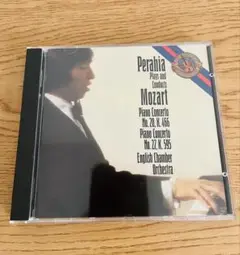 Perahia
Plays and
Conducts
Mozart
Piano Concerto
No. 20, K. 466
Piano Concerto
No. 27, K. 595
English Chamber
Orchestra